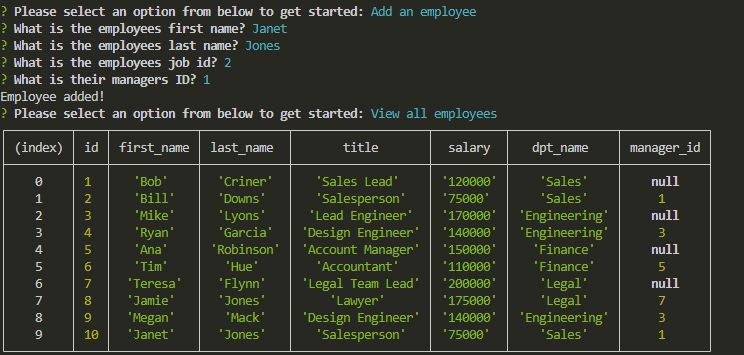 ? Please select an option from below to get started: Add an employee
? What is the employees first name? Janet
? What is the employees last name? Jones
? What is the employees job id? 2
? What is their managers ID? 1
Employee added!
? Please select an option from below to get started: View all employees
(index) id first_name last_name title salary dpt_name manager_id
0 1 'Bob' 'Criner' 'Sales Lead' '120000' 'Sales' null
1 2 'Bill' 'Downs' 'Salesperson' '75000' 'Sales' 1
2 3 'Mike' 'Lyons' 'Lead Engineer' '170000' 'Engineering' null
3 4 'Ryan' 'Garcia' 'Design Engineer' '140000' 'Engineering' 3
4 5 'Ana' 'Robinson' 'Account Manager' '150000' 'Finance' null
5 6 'Tim' 'Hue' 'Accountant' '110000' 'Finance' 5
6 7 'Teresa' 'Flynn' 'Legal Team Lead' '200000' 'Legal' null
7 8 'Jamie' 'Jones' 'Lawyer' '175000' 'Legal' 7
8 9 'Megan' 'Mack' 'Design Engineer' '140000' 'Engineering' 3
9 10 'Janet' 'Jones' 'Salesperson' '75000' 'Sales' 1